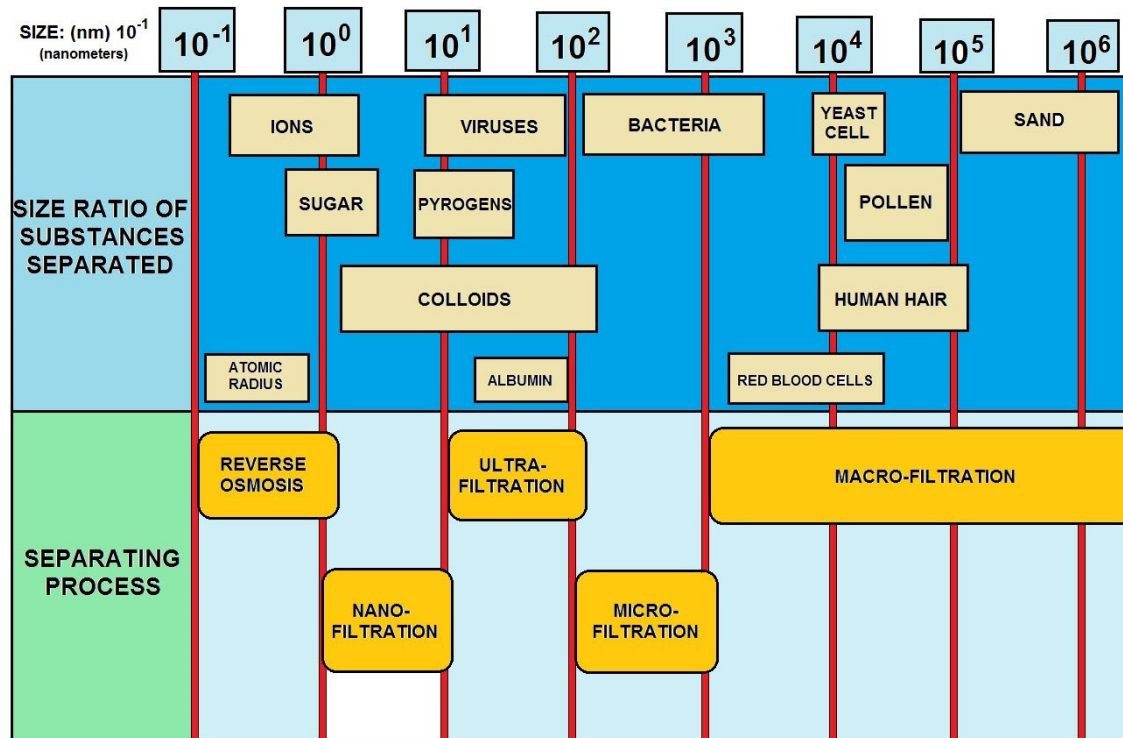 SIZE: (nm) 10⁻¹
(nanometers)
10⁻¹
10⁰
10¹
10²
10³
10⁴
10⁵
10⁶
SIZE RATIO OF
SUBSTANCES
SEPARATED
IONS
VIRUSES
BACTERIA
YEAST
CELL
SAND
SUGAR
PYROGENS
POLLEN
COLLOIDS
HUMAN HAIR
ATOMIC
RADIUS
ALBUMIN
RED BLOOD CELLS
SEPARATING
PROCESS
REVERSE
OSMOSIS
ULTRA-
FILTRATION
MACRO-FILTRATION
NANO-
FILTRATION
MICRO-
FILTRATION